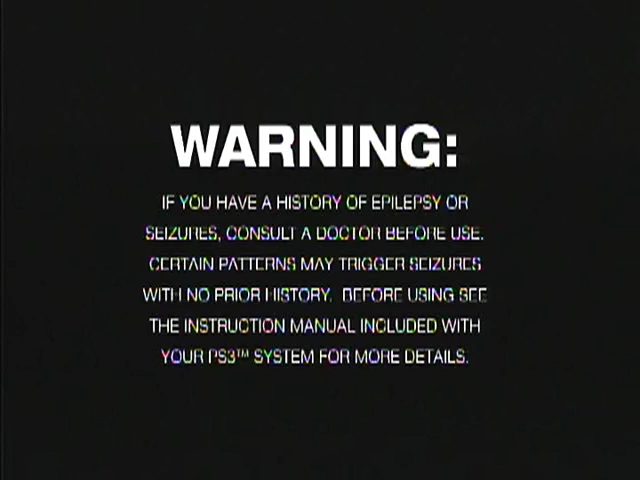 WARNING:
IF YOU HAVE A HISTORY OF EPILEPSY OR
SEIZURES, CONSULT A DOCTOR BEFORE USE.
CERTAIN PATTERNS MAY TRIGGER SEIZURES
WITH NO PRIOR HISTORY. BEFORE USING SEE
THE INSTRUCTION MANUAL INCLUDED WITH
YOUR PS3™ SYSTEM FOR MORE DETAILS.